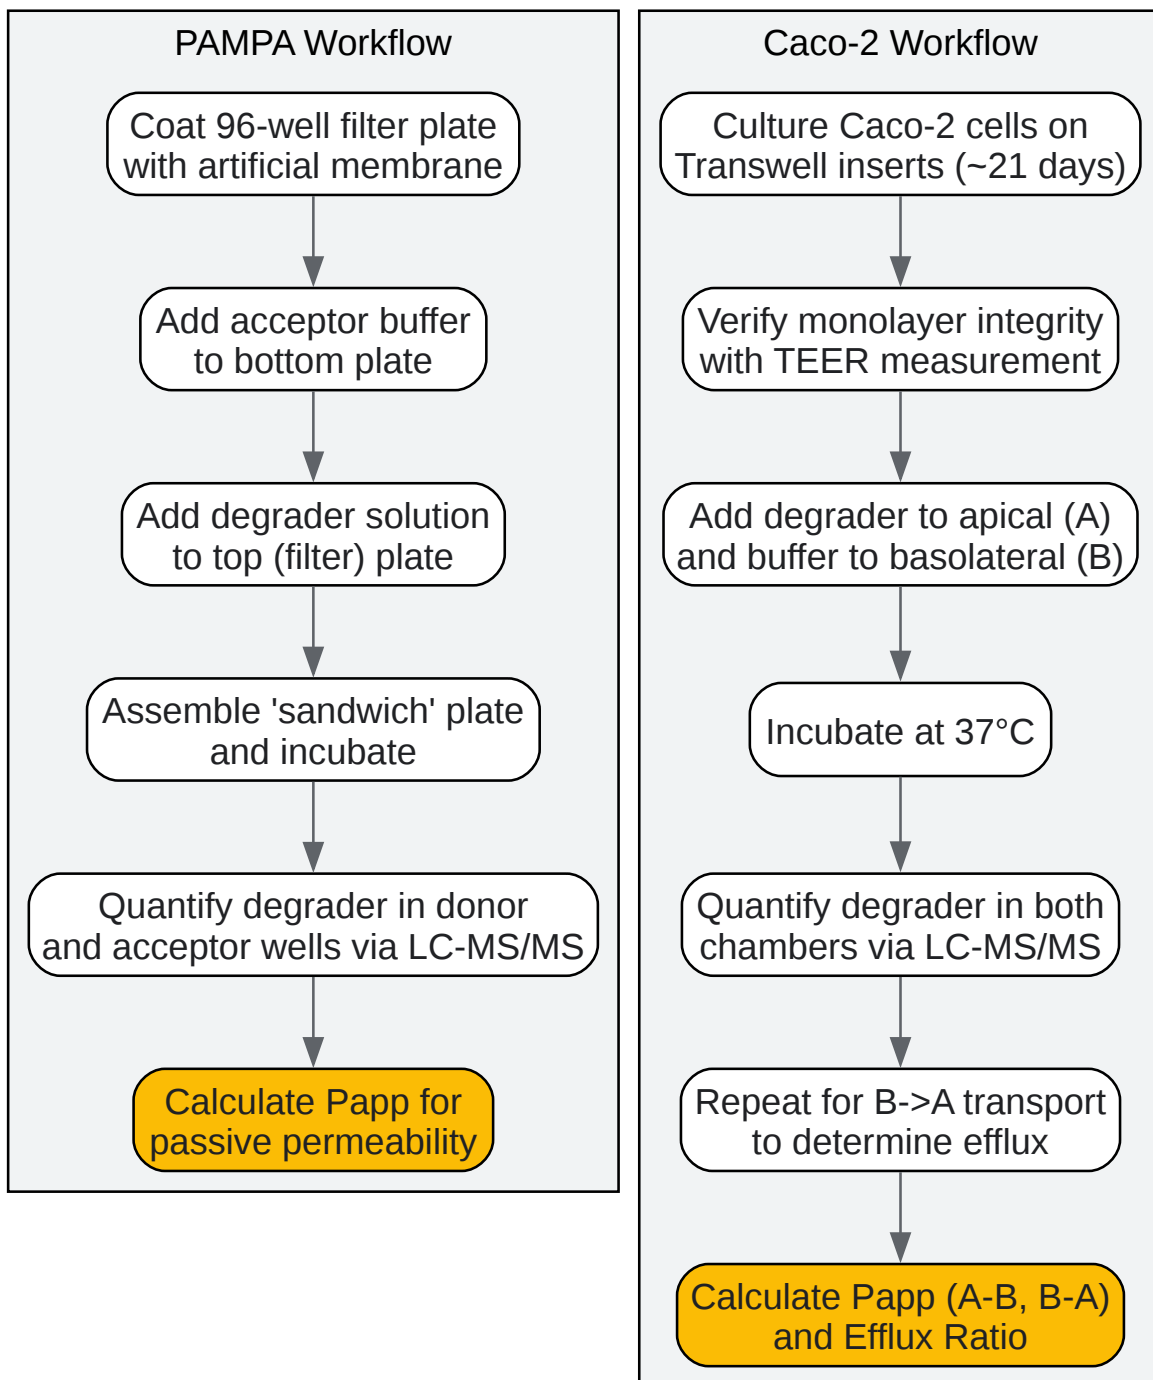 PAMPA Workflow
Coat 96-well filter plate
with artificial membrane
Add acceptor buffer
to bottom plate
Add degrader solution
to top (filter) plate
Assemble 'sandwich' plate
and incubate
Quantify degrader in donor
and acceptor wells via LC-MS/MS
Calculate Papp for
passive permeability
Caco-2 Workflow
Culture Caco-2 cells on
Transwell inserts (~21 days)
Verify monolayer integrity
with TEER measurement
Add degrader to apical (A)
and buffer to basolateral (B)
Incubate at 37°C
Quantify degrader in both
chambers via LC-MS/MS
Repeat for B->A transport
to determine efflux
Calculate Papp (A-B, B-A)
and Efflux Ratio